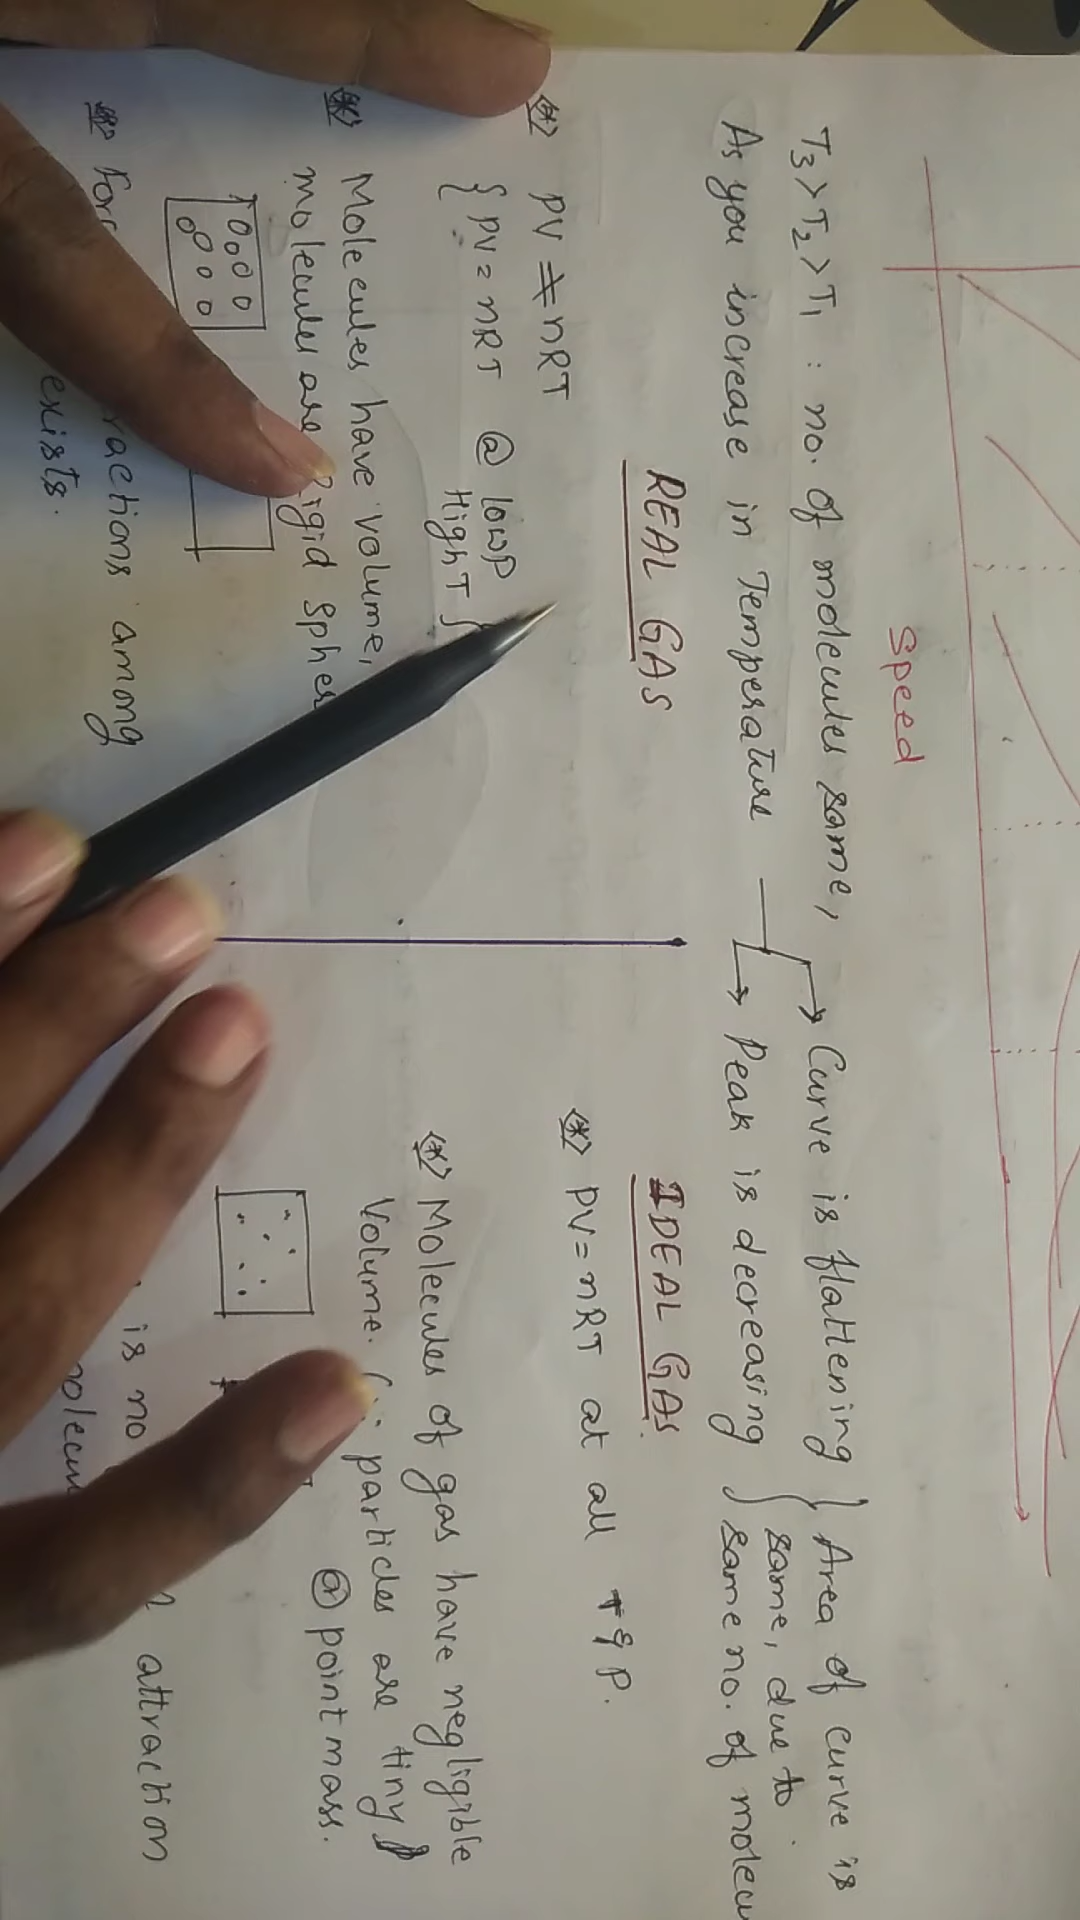 Speed
T3 > T2 > T1 : no. of molecules same,
As you increase in Temperature
→ Curve is flattening
→ Peak is decreasing
} Area of curve is
same, due to
same no. of molecu
REAL GAS
PV ≠ nRT
{ PV = nRT @ low P
High T }
Molecules have volume,
molecules are Rigid Sphe
among
exists.
IDEAL GAS
PV = nRT at all T & P.
Molecules of gas have negligible
Volume. particles are tiny
point mass.
is no attraction